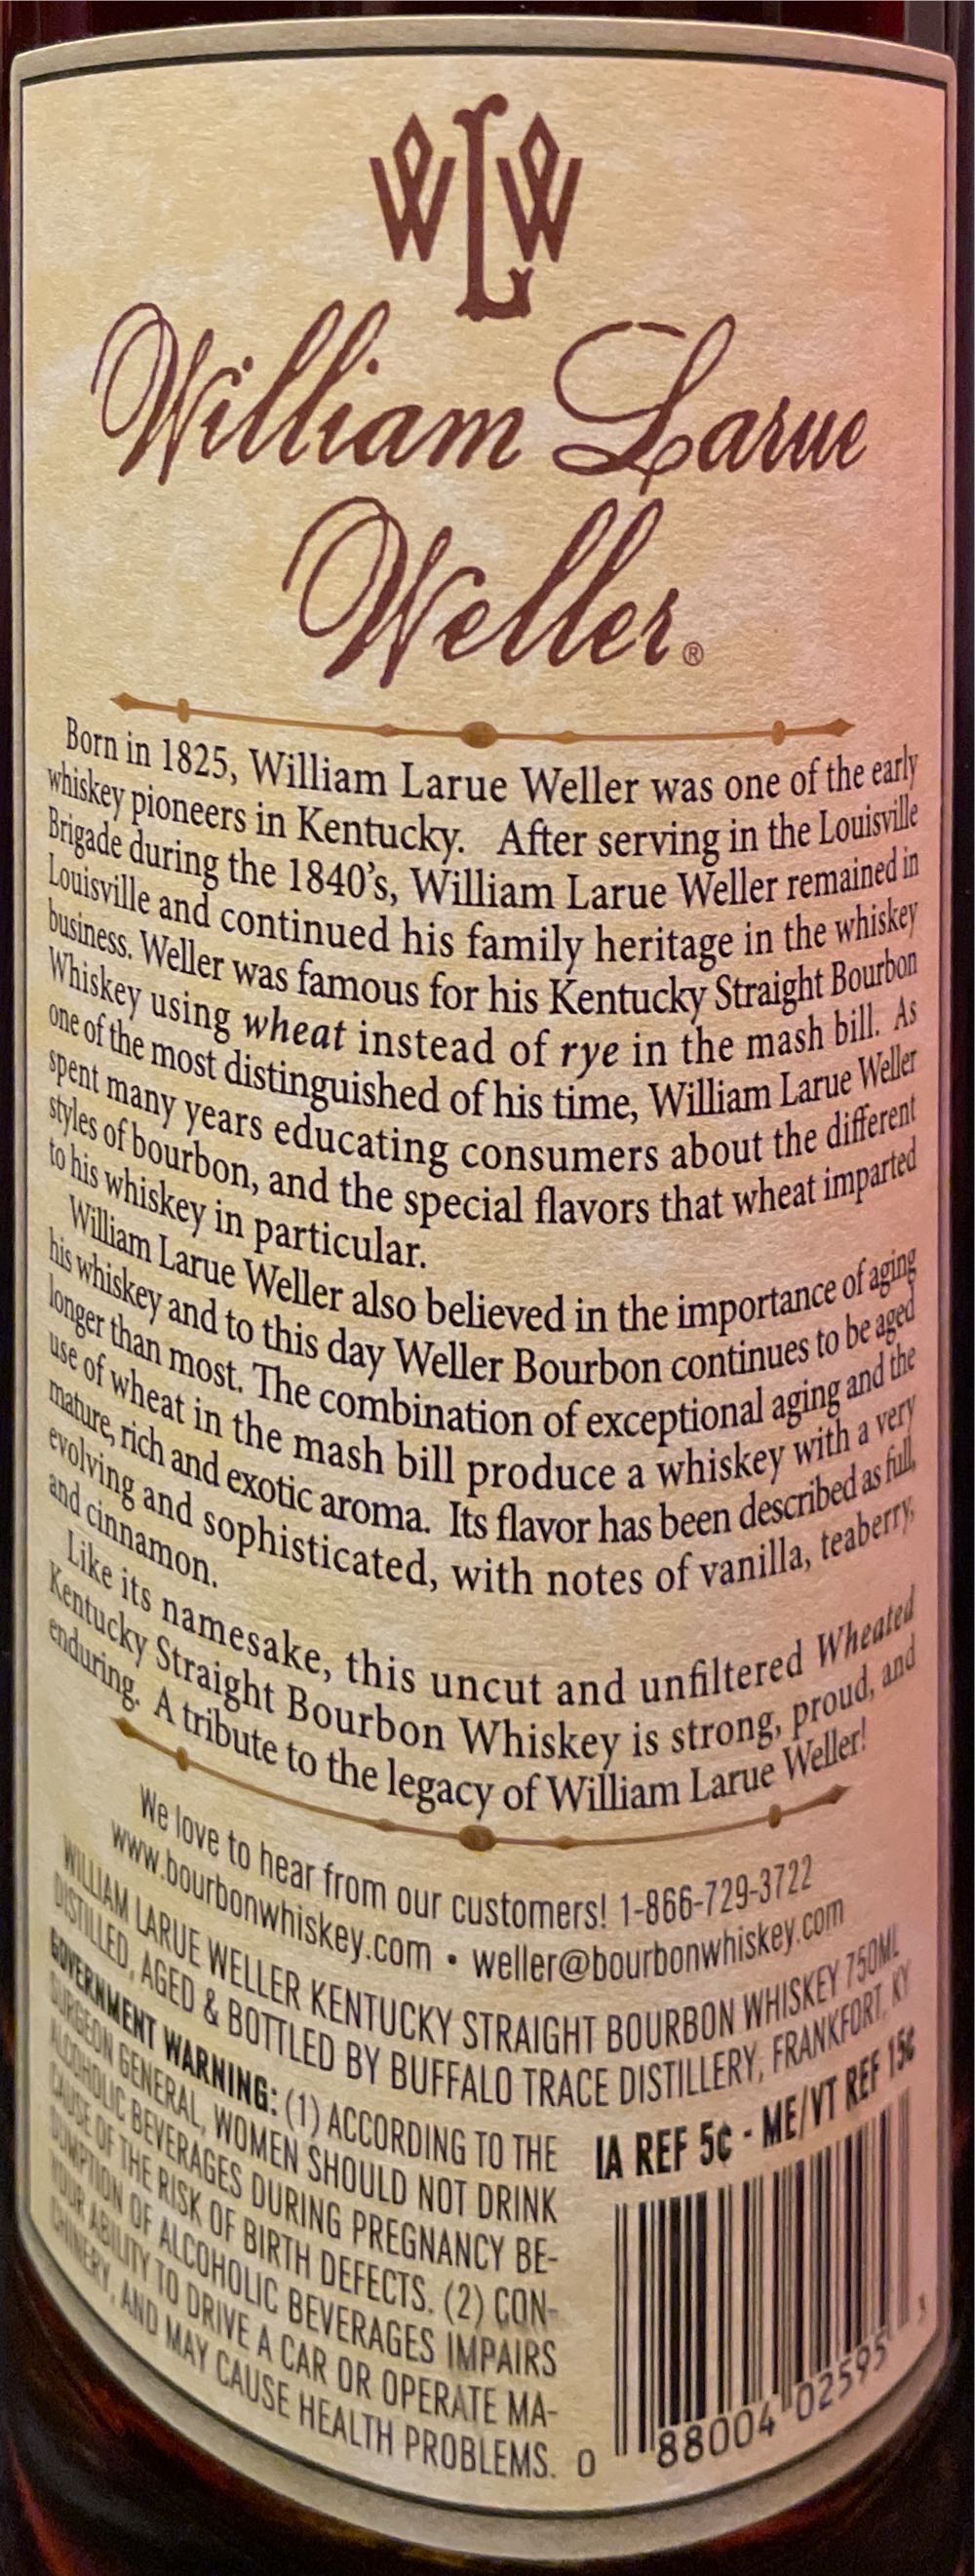 WLW
William Larue
Weller®
Born in 1825, William Larue Weller was one of the early
whiskey pioneers in Kentucky. After serving in the Louisville
Brigade during the 1840's, William Larue Weller remained in
Louisville and continued his family heritage in the whiskey
business. Weller was famous for his Kentucky Straight Bourbon
Whiskey using wheat instead of rye in the mash bill. As
one of the most distinguished of his time, William Larue Weller
spent many years educating consumers about the different
styles of bourbon, and the special flavors that wheat imparted
to his whiskey in particular.
William Larue Weller also believed in the importance of aging
his whiskey and to this day Weller Bourbon continues to be aged
longer than most. The combination of exceptional aging and the
use of wheat in the mash bill produce a whiskey with a very
mature, rich and exotic aroma. Its flavor has been described as full,
evolving and sophisticated, with notes of vanilla, teaberry,
and cinnamon.
Like its namesake, this uncut and unfiltered Wheated
Kentucky Straight Bourbon Whiskey is strong, proud, and
enduring. A tribute to the legacy of William Larue Weller!
We love to hear from our customers! 1-866-729-3722
www.bourbonwhiskey.com • weller@bourbonwhiskey.com
WILLIAM LARUE WELLER KENTUCKY STRAIGHT BOURBON WHISKEY 750ML
DISTILLED, AGED & BOTTLED BY BUFFALO TRACE DISTILLERY, FRANKFORT, KY
GOVERNMENT WARNING: (1) ACCORDING TO THE
SURGEON GENERAL, WOMEN SHOULD NOT DRINK
ALCOHOLIC BEVERAGES DURING PREGNANCY BE-
CAUSE OF THE RISK OF BIRTH DEFECTS. (2) CON-
SUMPTION OF ALCOHOLIC BEVERAGES IMPAIRS
YOUR ABILITY TO DRIVE A CAR OR OPERATE MA-
CHINERY, AND MAY CAUSE HEALTH PROBLEMS.
IA REF 5¢ - ME/VT REF 15¢
0 88004 02595